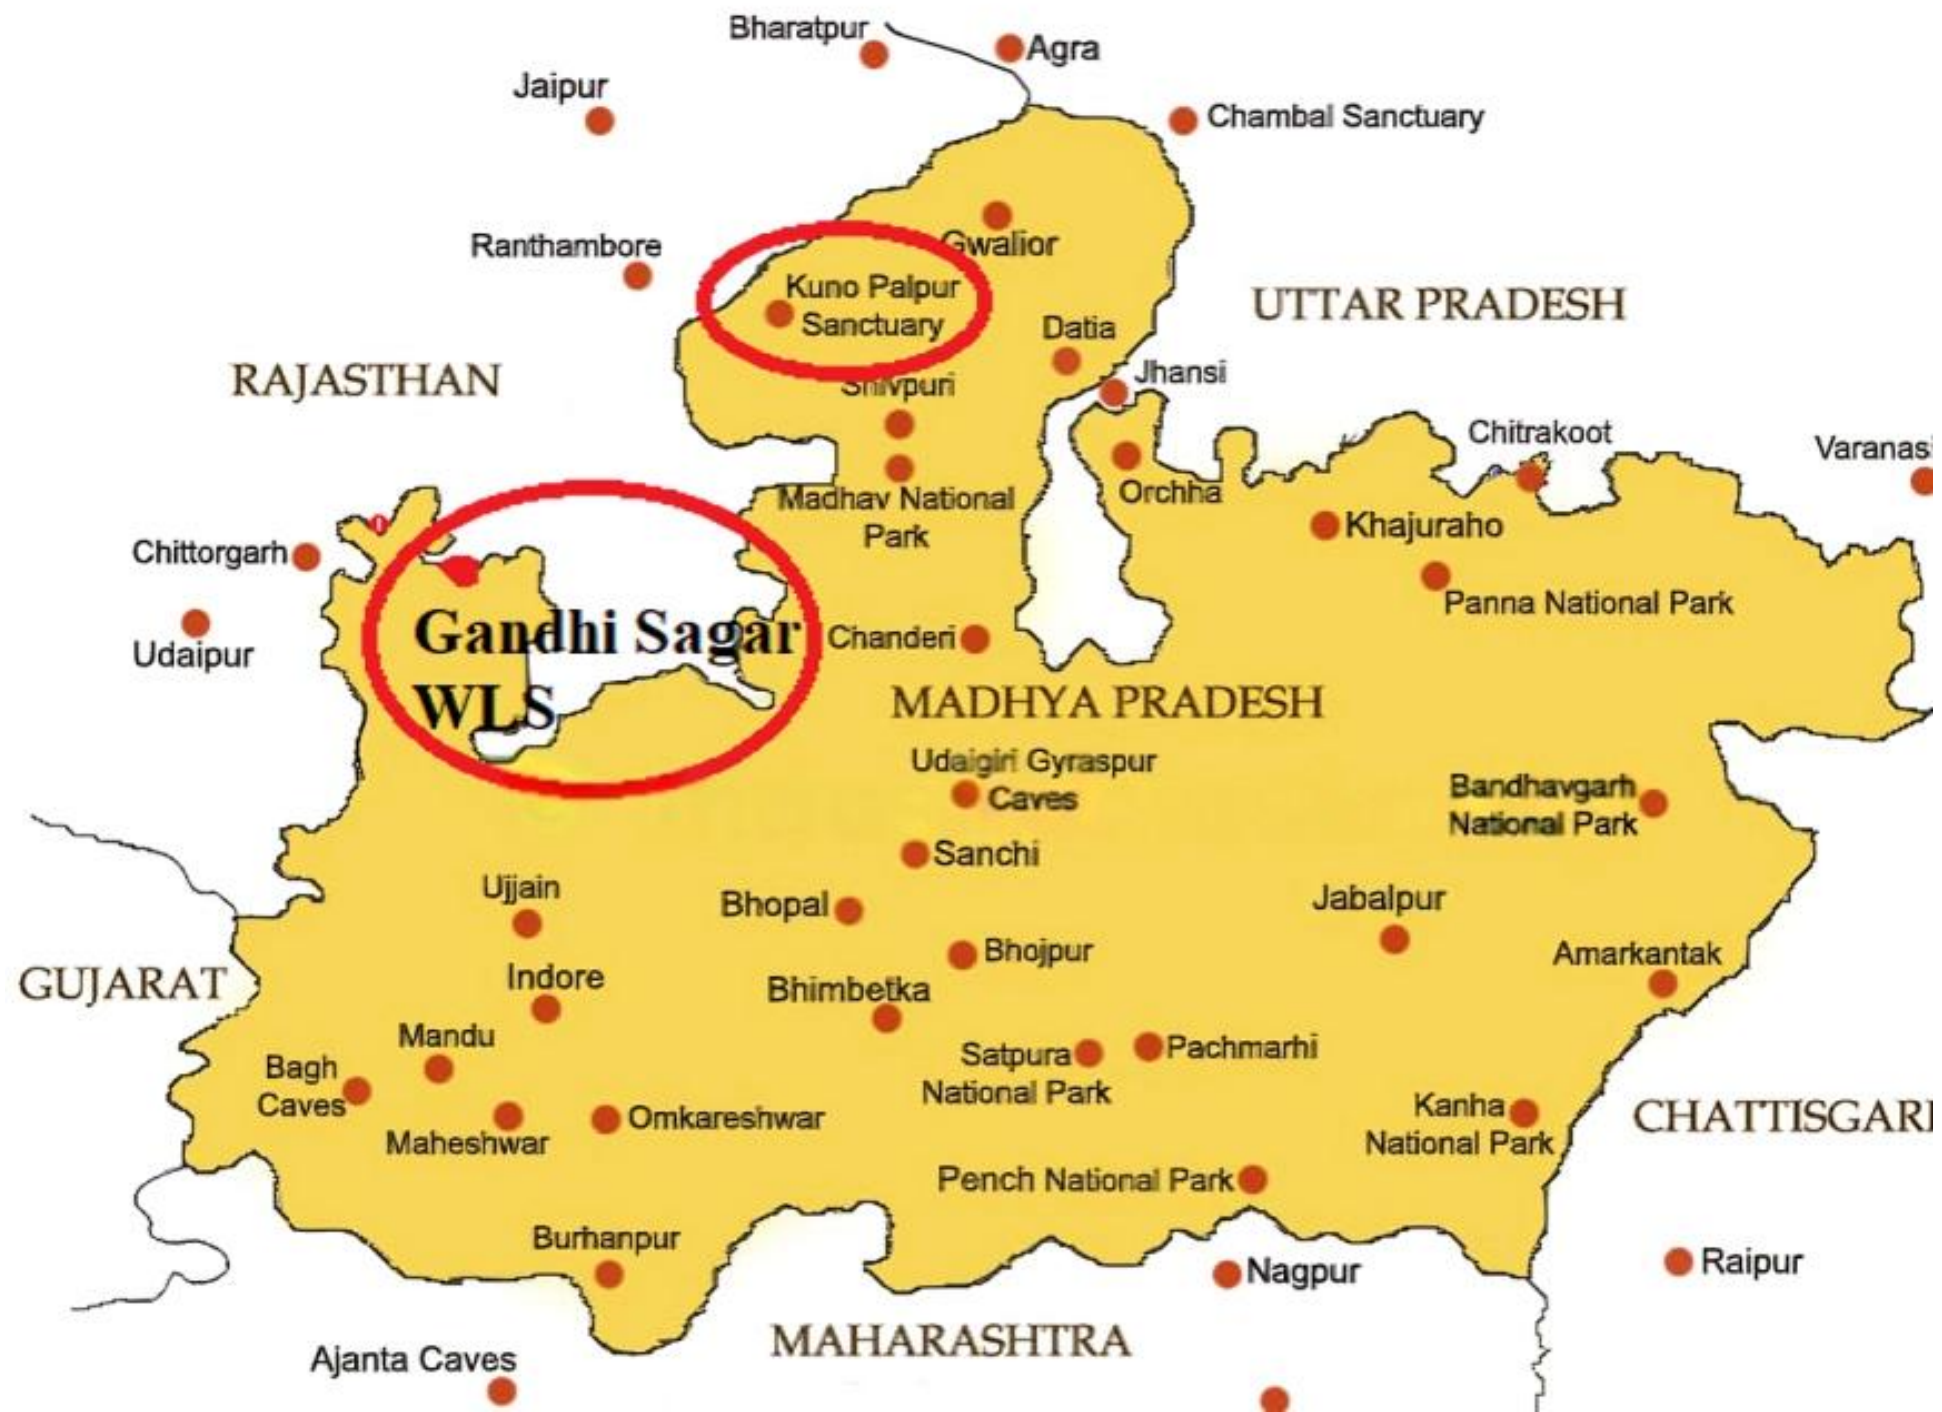 Bharatpur
Agra
Jaipur
Chambal Sanctuary
Gwalior
Ranthambore
Kuno Palpur
Sanctuary
UTTAR PRADESH
Datia
Jhansi
RAJASTHAN
Shivpuri
Chitrakoot
Varanasi
Orchha
Madhav National
Park
Khajuraho
Chittorgarh
Panna National Park
Gandhi Sagar
WLS
Chanderi
Udaipur
MADHYA PRADESH
Udaigiri Gyraspur
Caves
Bandhavgarh
National Park
Sanchi
Ujjain
Bhopal
Jabalpur
Bhojpur
Amarkantak
GUJARAT
Indore
Bhimbetka
Mandu
Satpura
National Park
Pachmarhi
Bagh
Caves
Kanha
National Park
CHATTISGARH
Maheshwar
Omkareshwar
Pench National Park
Burhanpur
Nagpur
Raipur
MAHARASHTRA
Ajanta Caves